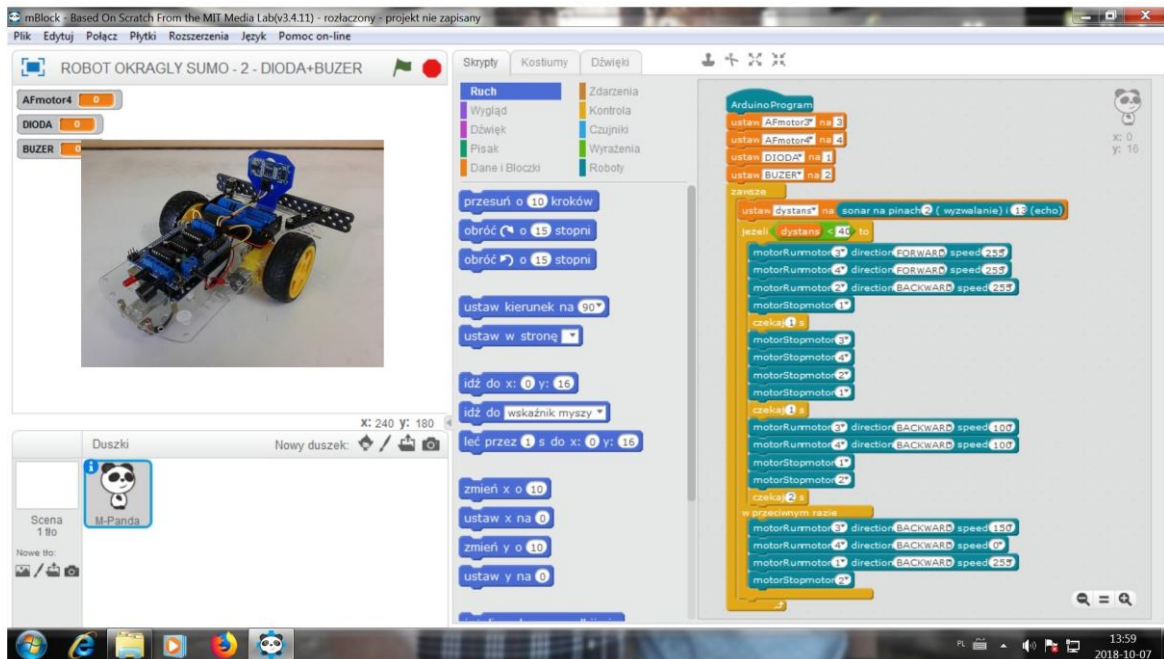 mBlock - Based On Scratch From the MIT Media Lab(v3.4.11) - rozłaczony - projekt nie zapisany
Plik Edytuj Połącz Płytki Rozszerzenia Język Pomoc on-line
ROBOT OKRAGLY SUMO - 2 - DIODA+BUZER
AFmotor4 0
DIODA 0
BUZER 0
x: 240 y: 180
Duszki
Nowy duszek:
M-Panda
Scena
1 tło
Nowe tło:
Skrypty Kostiumy Dźwięki
Ruch Zdarzenia
Wygląd Kontrola
Dźwięk Czujniki
Pisak Wyrażenia
Dane i Bloczki Roboty
przesuń o 10 kroków
obróć o 15 stopni
obróć o 15 stopni
ustaw kierunek na 90
ustaw w stronę
idź do x: 0 y: 16
idź do wskaźnik myszy
leć przez 1 s do x: 0 y: 16
zmień x o 10
ustaw x na 0
zmień y o 10
ustaw y na 0
x: 0
y: 16
Arduino Program
ustaw AFmotor3 na 3
ustaw AFmotor4 na 4
ustaw DIODA na 1
ustaw BUZER na 2
zawsze
ustaw dystans na sonar na pinach 2 ( wyzwalanie) i 13 (echo)
jeżeli dystans < 40 to
motorRunmotor 3 direction FORWARD speed 255
motorRunmotor 4 direction FORWARD speed 255
motorRunmotor 2 direction BACKWARD speed 255
motorStopmotor 1
czekaj 1 s
motorStopmotor 3
motorStopmotor 4
motorStopmotor 2
motorStopmotor 1
czekaj 1 s
motorRunmotor 3 direction BACKWARD speed 100
motorRunmotor 4 direction BACKWARD speed 100
motorStopmotor 1
motorStopmotor 2
czekaj 2 s
w przeciwnym razie
motorRunmotor 3 direction BACKWARD speed 150
motorRunmotor 4 direction BACKWARD speed 0
motorRunmotor 1 direction BACKWARD speed 255
motorStopmotor 2
PL
13:59
2018-10-07